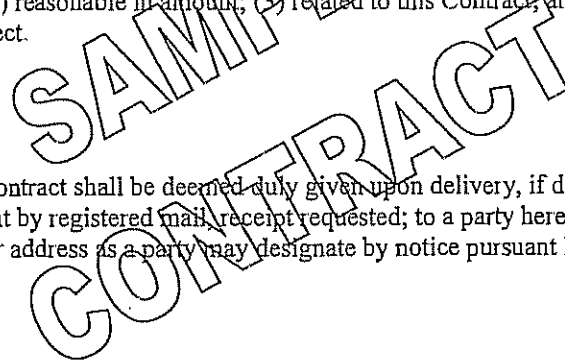 ) reasonable in amount; (3) related to this Contract; a
ect.
SAMPL
ontract shall be deemed duly given upon delivery, if d
t by registered mail, receipt requested; to a party here
r address as a party may designate by notice pursuant
CONTRACT